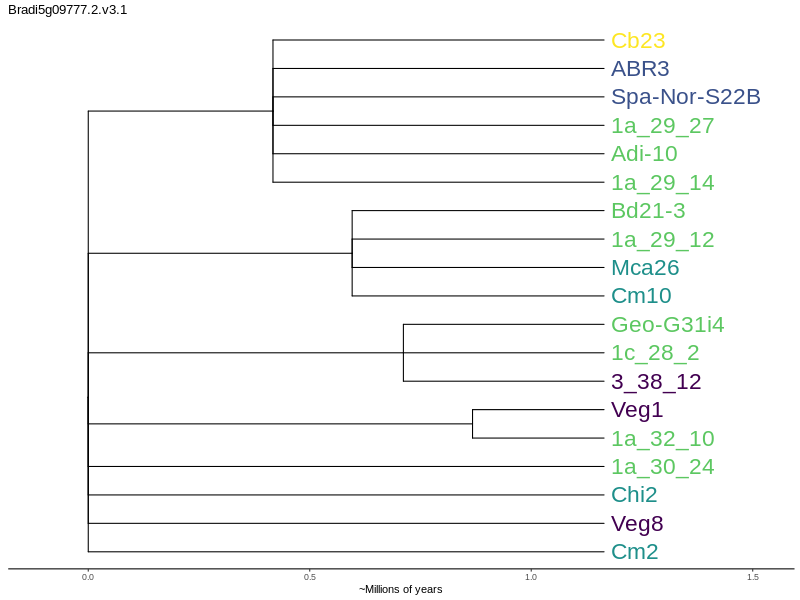 Bradi5g09777.2.v3.1
Cb23
ABR3
Spa-Nor-S22B
1a_29_27
Adi-10
1a_29_14
Bd21-3
1a_29_12
Mca26
Cm10
Geo-G31i4
1c_28_2
3_38_12
Veg1
1a_32_10
1a_30_24
Chi2
Veg8
Cm2
0.0 0.5 1.0 1.5
~Millions of years